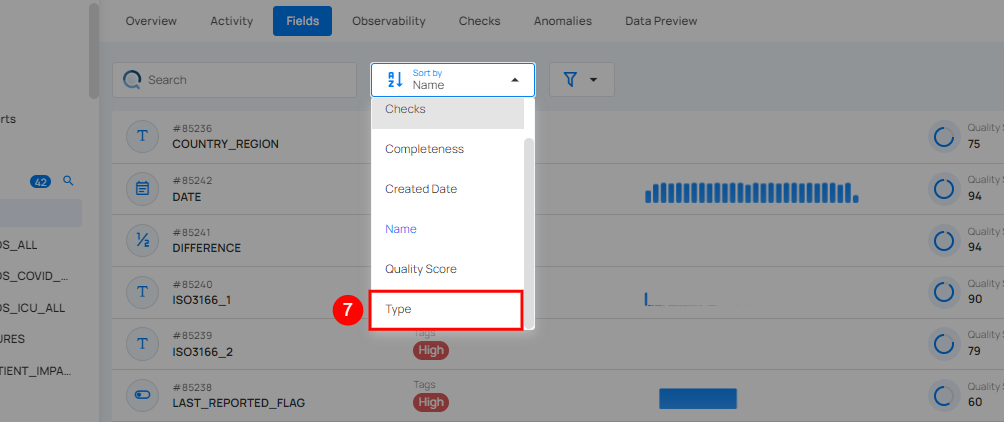 Overview Activity Fields Observability Checks Anomalies Data Preview
Search
Sort by
Name
Checks
Completeness
Created Date
Name
Quality Score
7 Type
42
#85236
COUNTRY_REGION
Quality S
75
#85242
DATE
Quality S
94
#85241
DIFFERENCE
Quality S
94
#85240
ISO3166_1
Quality S
90
#85239
ISO3166_2
Tags
High
Quality S
79
#85238
LAST_REPORTED_FLAG
Tags
High
Quality S
60
rts
OS_ALL
OS_COVID_...
OS_ICU_ALL
URES
TIENT_IMPA...